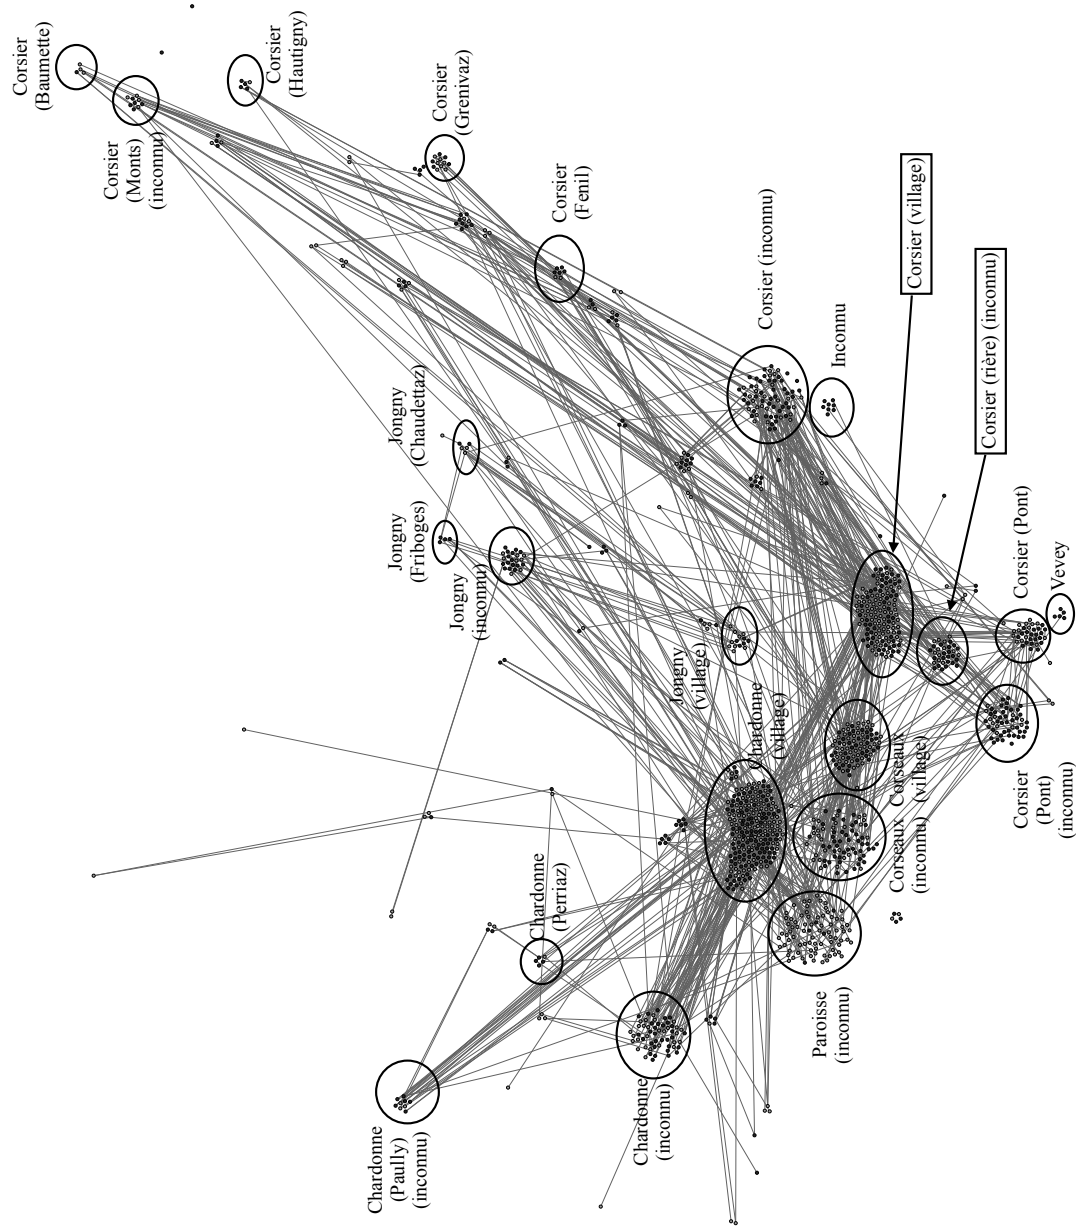 Corsier
(Baumette)
Corsier
(Monts)
(inconnu)
Corsier
(Hautigny)
Corsier
(Grenivaz)
Corsier
(Fenil)
Corsier (inconnu)
Inconnu
Corsier (village)
Corsier (rière) (inconnu)
Jongny
(Chaudettaz)
Jongny
(Friboges)
Jongny
(inconnu)
Jongny
(village)
Corsier (Pont)
Vevey
Corsier
(Pont)
(inconnu)
Chardonne
(village)
Corseaux
(village)
Corseaux
(inconnu)
Chardonne
(Perriaz)
Paroisse
(inconnu)
Chardonne
(inconnu)
Chardonne
(Paully)
(inconnu)